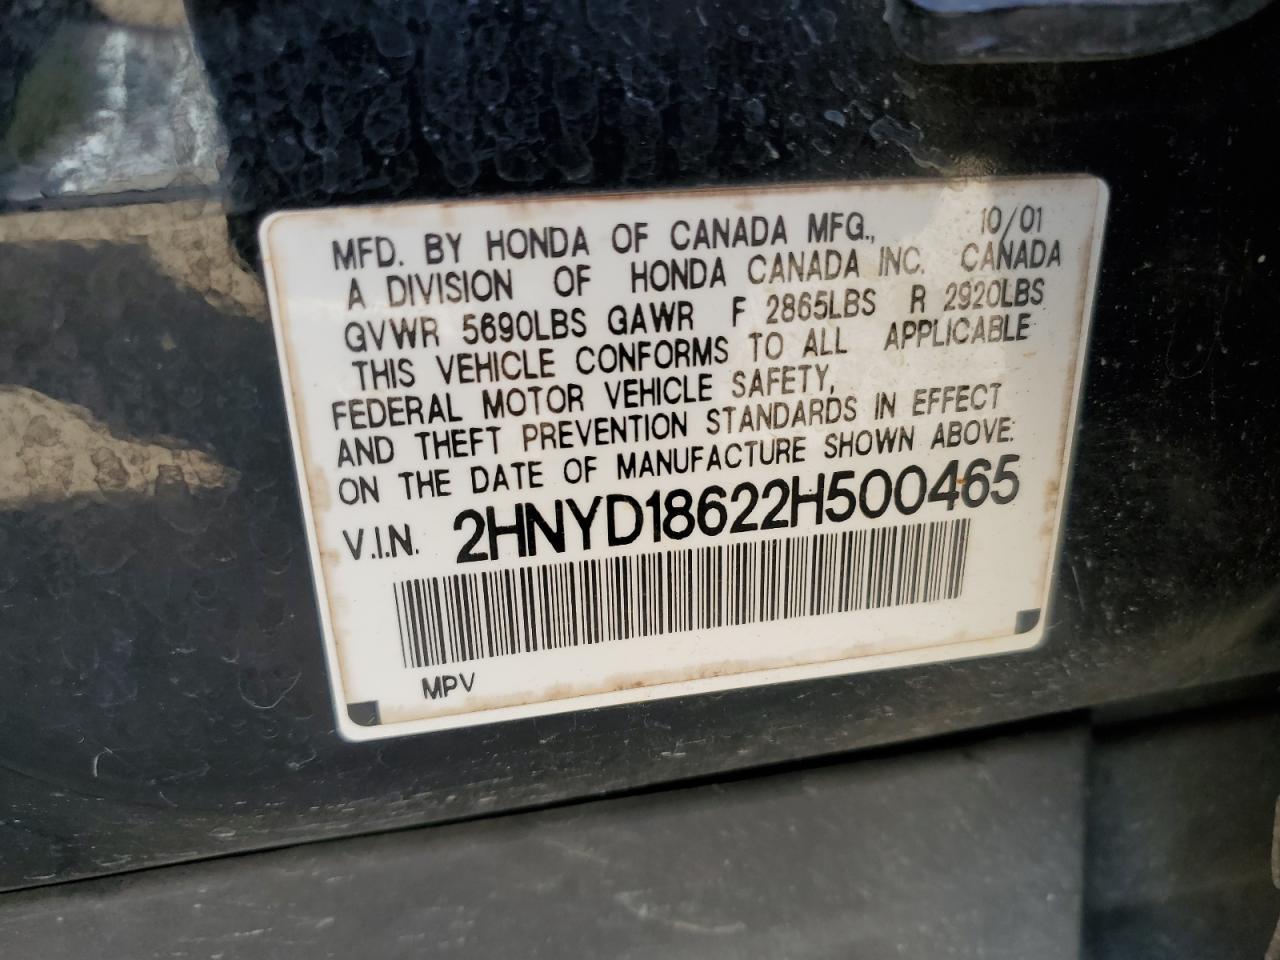 MFD. BY HONDA OF CANADA MFG., 10/01
A DIVISION OF HONDA CANADA INC. CANADA
GVWR 5690LBS GAWR F 2865LBS R 2920LBS
THIS VEHICLE CONFORMS TO ALL APPLICABLE
FEDERAL MOTOR VEHICLE SAFETY,
AND THEFT PREVENTION STANDARDS IN EFFECT
ON THE DATE OF MANUFACTURE SHOWN ABOVE:
V.I.N. 2HNYD18622H500465
MPV